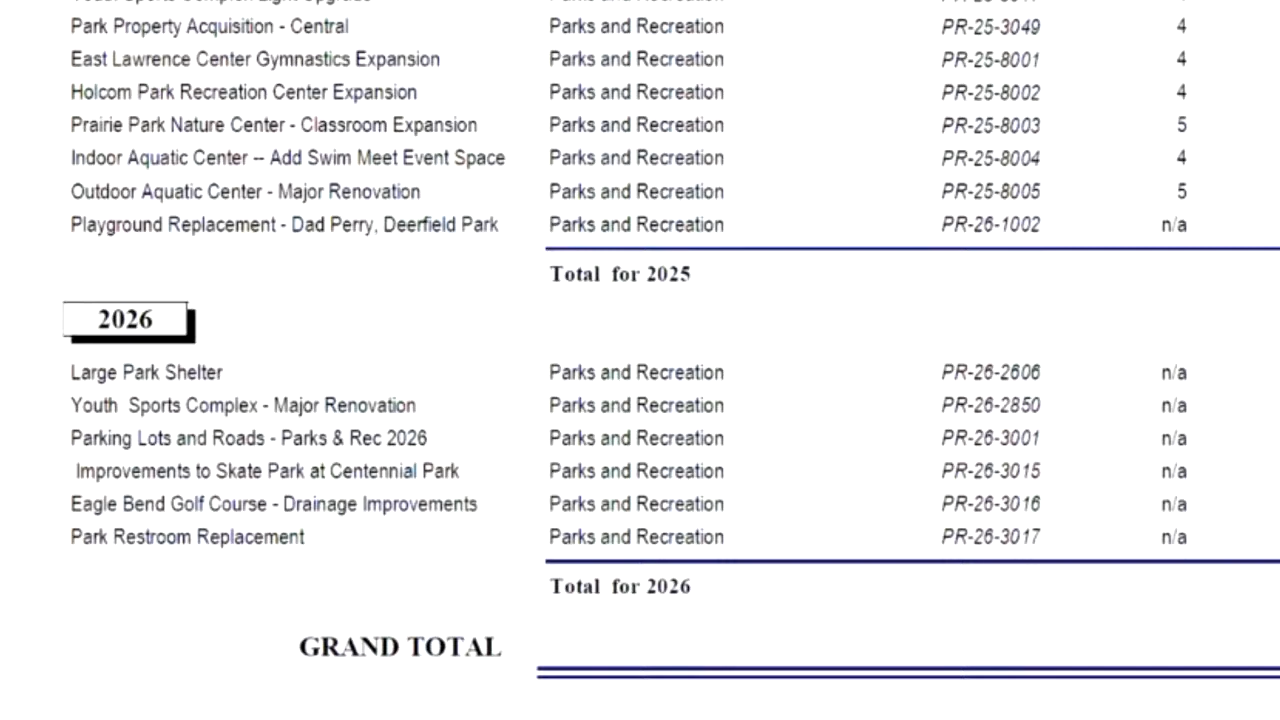 Park Property Acquisition - Central Parks and Recreation PR-25-3049 4
East Lawrence Center Gymnastics Expansion Parks and Recreation PR-25-8001 4
Holcom Park Recreation Center Expansion Parks and Recreation PR-25-8002 4
Prairie Park Nature Center - Classroom Expansion Parks and Recreation PR-25-8003 5
Indoor Aquatic Center -- Add Swim Meet Event Space Parks and Recreation PR-25-8004 4
Outdoor Aquatic Center - Major Renovation Parks and Recreation PR-25-8005 5
Playground Replacement - Dad Perry, Deerfield Park Parks and Recreation PR-26-1002 n/a
Total for 2025
2026
Large Park Shelter Parks and Recreation PR-26-2606 n/a
Youth Sports Complex - Major Renovation Parks and Recreation PR-26-2850 n/a
Parking Lots and Roads - Parks & Rec 2026 Parks and Recreation PR-26-3001 n/a
Improvements to Skate Park at Centennial Park Parks and Recreation PR-26-3015 n/a
Eagle Bend Golf Course - Drainage Improvements Parks and Recreation PR-26-3016 n/a
Park Restroom Replacement Parks and Recreation PR-26-3017 n/a
Total for 2026
GRAND TOTAL